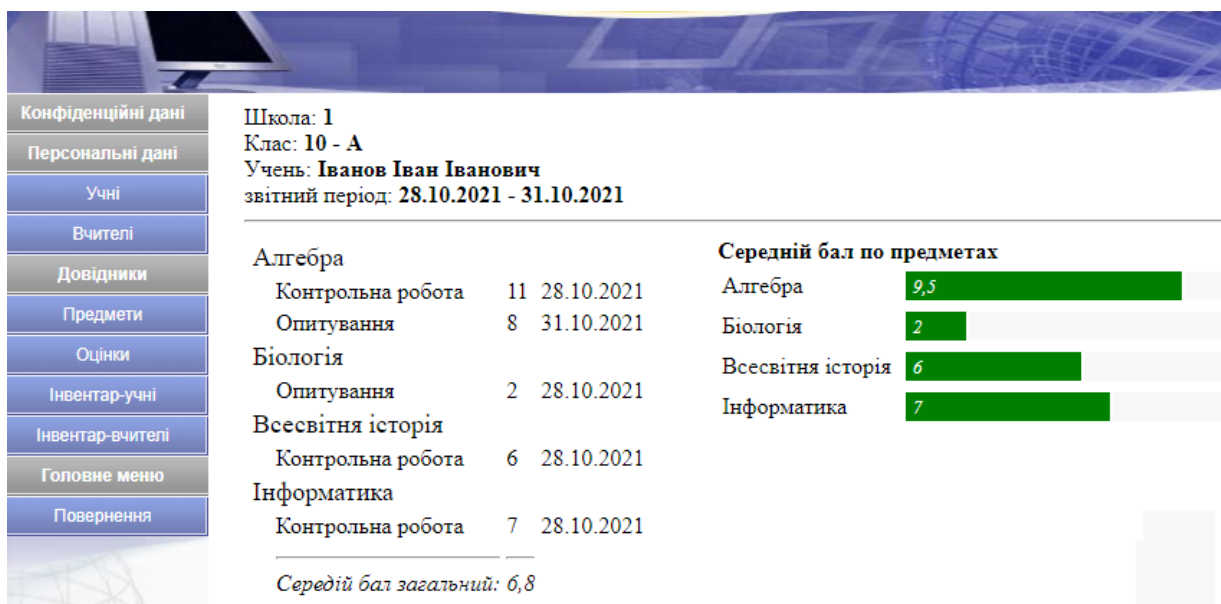 Конфіденційні дані
Персональні дані
Учні
Вчителі
Довідники
Предмети
Оцінки
Інвентар-учні
Інвентар-вчителі
Головне меню
Повернення
Школа: 1
Клас: 10 - А
Учень: Іванов Іван Іванович
звітний період: 28.10.2021 - 31.10.2021
Алгебра
Контрольна робота 11 28.10.2021
Опитування 8 31.10.2021
Біологія
Опитування 2 28.10.2021
Всесвітня історія
Контрольна робота 6 28.10.2021
Інформатика
Контрольна робота 7 28.10.2021
Середій бал загальний: 6,8
Середній бал по предметах
Алгебра 9,5
Біологія 2
Всесвітня історія 6
Інформатика 7